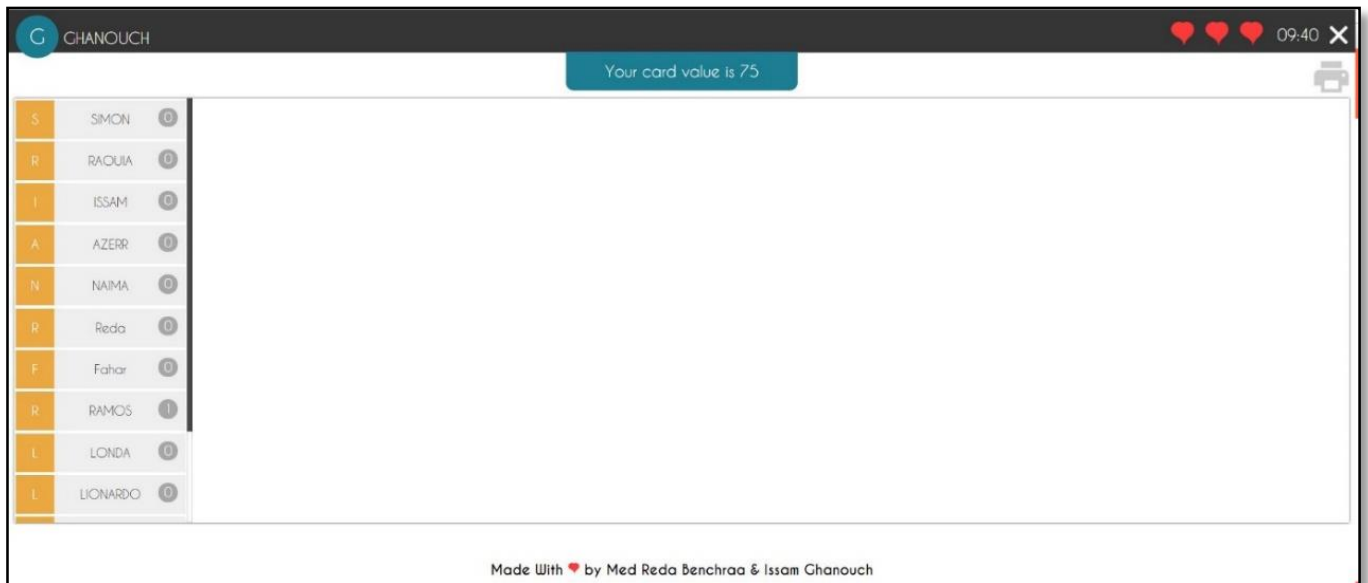 G GHANOUCH 09:40
Your card value is 75
S SIMON 0
R RAOUIA 0
I ISSAM 0
A AZERR 0
N NAIMA 0
R Reda 0
F Fahar 0
R RAMOS 1
L LONDA 0
L LIONARDO 0
Made With ♥ by Med Reda Benchraa & Issam Ghanouch